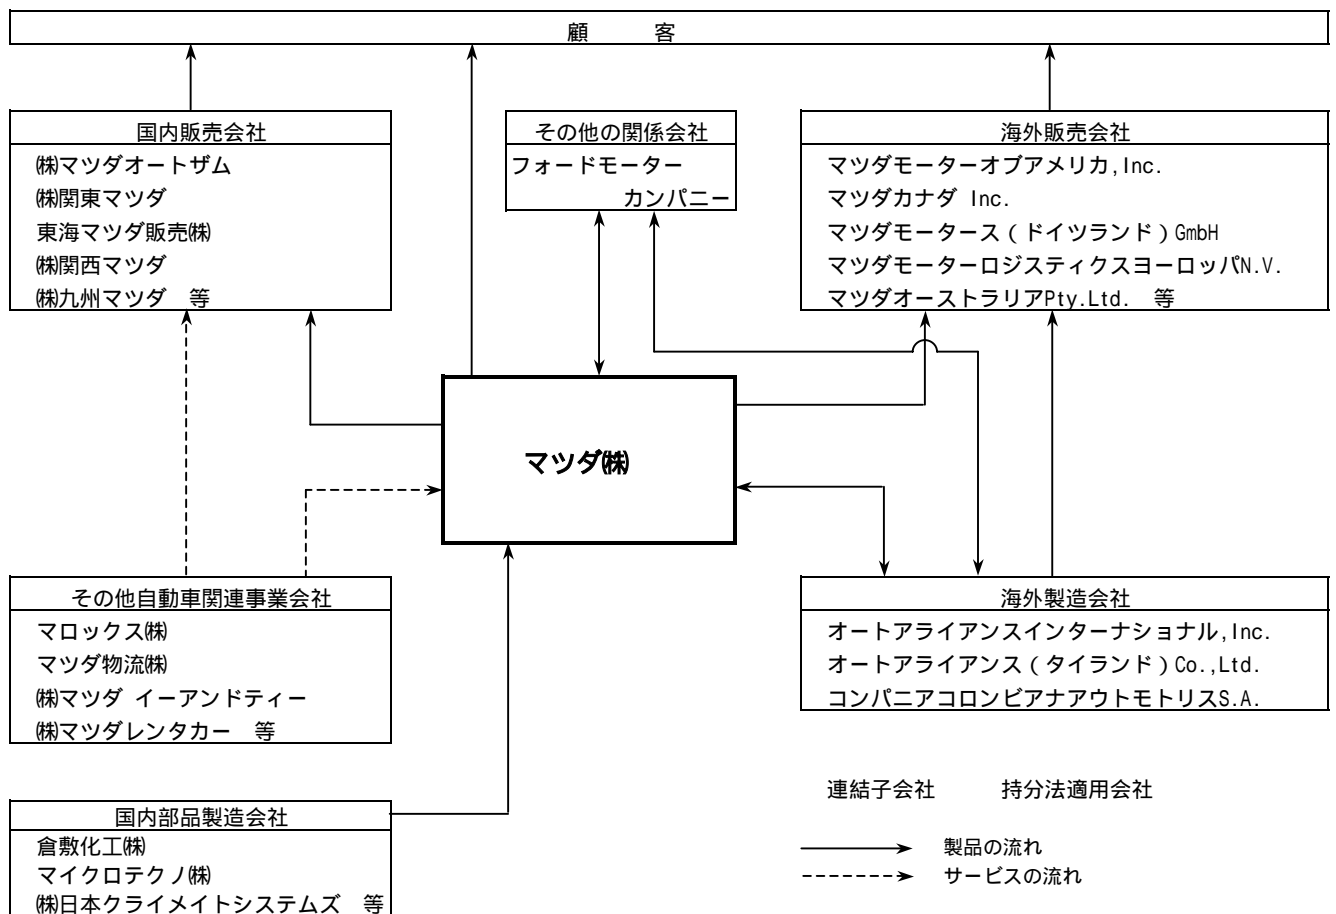 顧　　　客
国内販売会社
㈱マツダオートザム
㈱関東マツダ
東海マツダ販売㈱
㈱関西マツダ
㈱九州マツダ　等
その他の関係会社
フォードモーター
カンパニー
海外販売会社
マツダモーターオブアメリカ,Inc.
マツダカナダ Inc.
マツダモータース（ドイツランド）GmbH
マツダモーターロジスティクスヨーロッパN.V.
マツダオーストラリアPty.Ltd.　等
マツダ㈱
その他自動車関連事業会社
マロックス㈱
マツダ物流㈱
㈱マツダ イーアンドティー
㈱マツダレンタカー　等
海外製造会社
オートアライアンスインターナショナル,Inc.
オートアライアンス（タイランド）Co.,Ltd.
コンパニアコロンビアナアウトモトリスS.A.
国内部品製造会社
倉敷化工㈱
マイクロテクノ㈱
㈱日本クライメイトシステムズ　等
連結子会社　　　持分法適用会社
製品の流れ
サービスの流れ